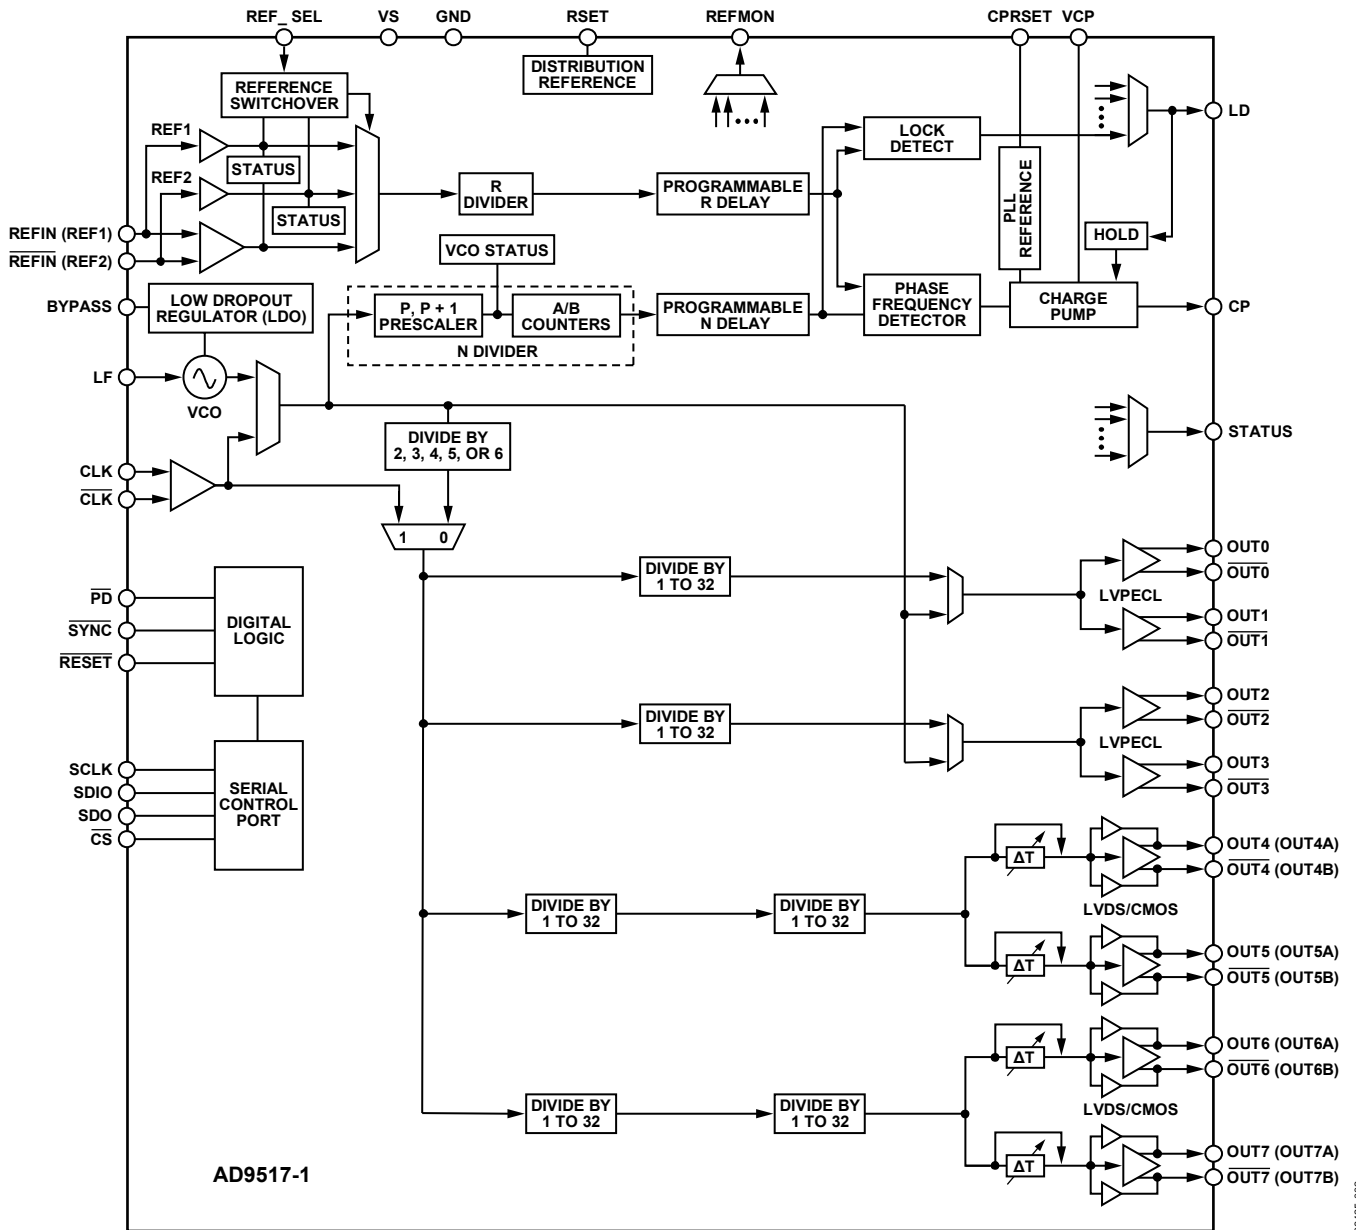 REF_ SEL
VS
GND
RSET
REFMON
CPRSET
VCP
DISTRIBUTION
REFERENCE
REFERENCE
SWITCHOVER
REF1
STATUS
REF2
STATUS
REFIN (REF1)
REFIN (REF2)
R
DIVIDER
PROGRAMMABLE
R DELAY
LOCK
DETECT
LD
PLL
REFERENCE
HOLD
VCO STATUS
BYPASS
LOW DROPOUT
REGULATOR (LDO)
P, P + 1
PRESCALER
A/B
COUNTERS
N DIVIDER
PROGRAMMABLE
N DELAY
PHASE
FREQUENCY
DETECTOR
CHARGE
PUMP
CP
LF
VCO
STATUS
DIVIDE BY
2, 3, 4, 5, OR 6
CLK
CLK
1 0
DIVIDE BY
1 TO 32
LVPECL
OUT0
OUT0
OUT1
OUT1
PD
SYNC
RESET
DIGITAL
LOGIC
DIVIDE BY
1 TO 32
LVPECL
OUT2
OUT2
OUT3
OUT3
SCLK
SDIO
SDO
CS
SERIAL
CONTROL
PORT
DIVIDE BY
1 TO 32
DIVIDE BY
1 TO 32
ΔT
LVDS/CMOS
ΔT
OUT4 (OUT4A)
OUT4 (OUT4B)
OUT5 (OUT5A)
OUT5 (OUT5B)
DIVIDE BY
1 TO 32
DIVIDE BY
1 TO 32
ΔT
LVDS/CMOS
ΔT
OUT6 (OUT6A)
OUT6 (OUT6B)
OUT7 (OUT7A)
OUT7 (OUT7B)
AD9517-1